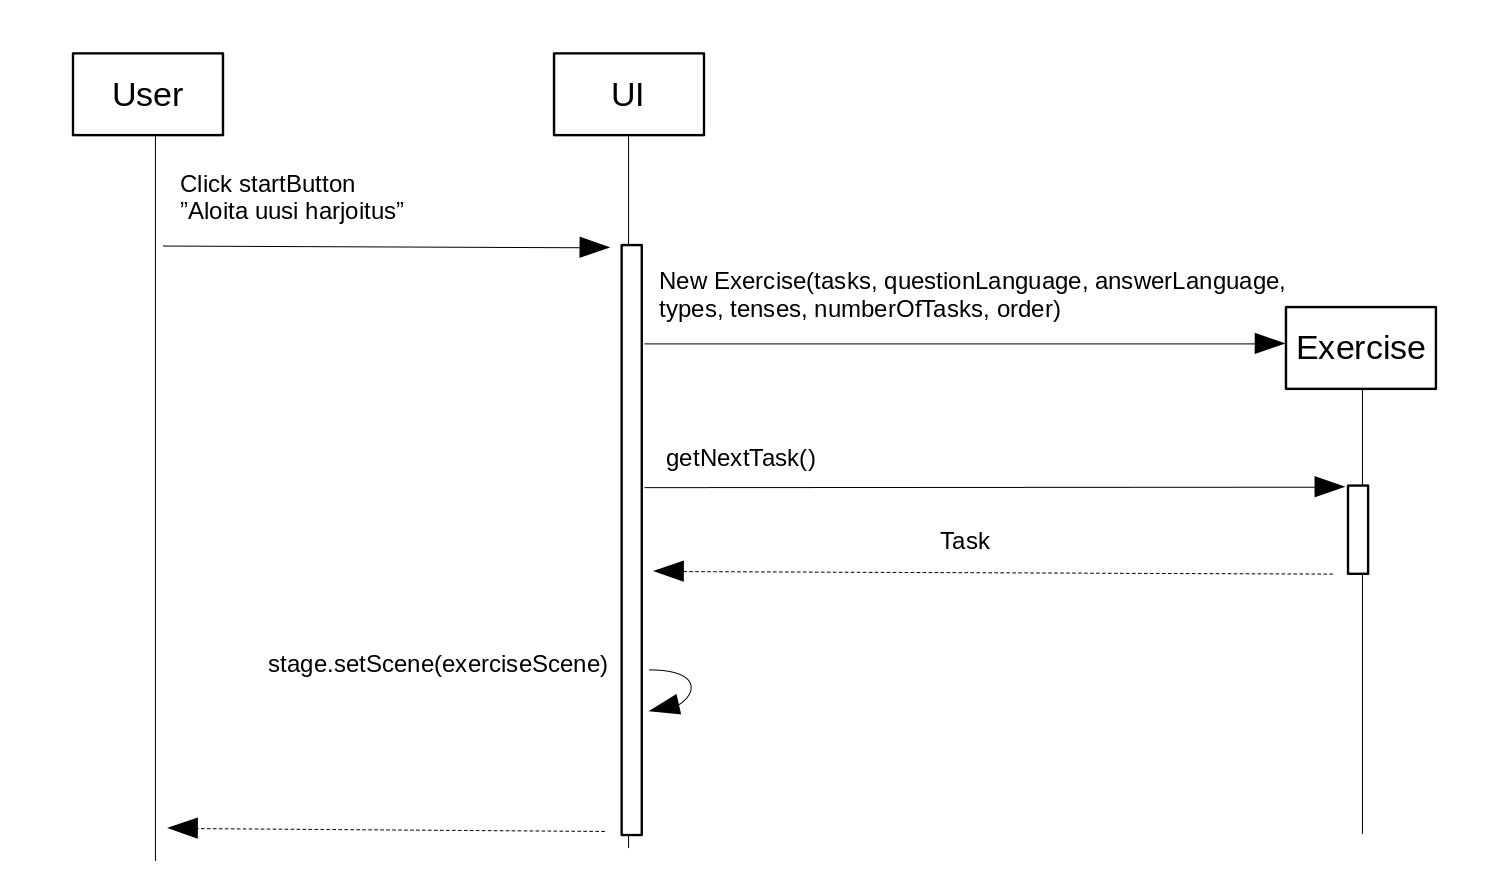 User
UI
Click startButton
”Aloita uusi harjoitus”
New Exercise(tasks, questionLanguage, answerLanguage,
types, tenses, numberOfTasks, order)
Exercise
getNextTask()
Task
stage.setScene(exerciseScene)